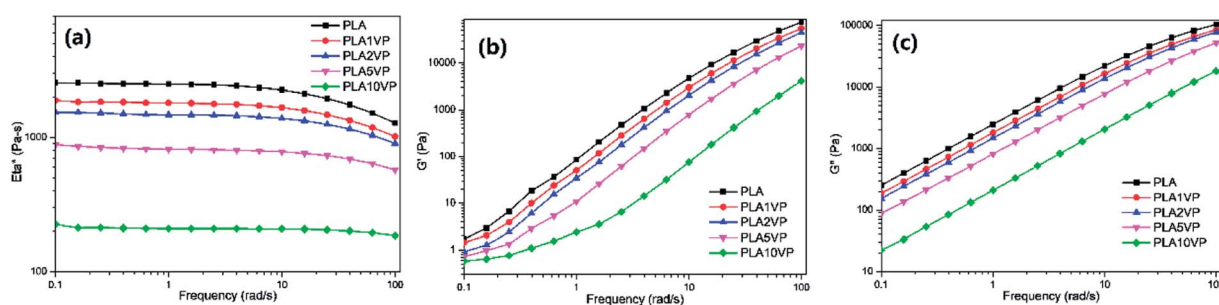 (a)
PLA
PLA1VP
PLA2VP
PLA5VP
PLA10VP
Eta* (Pa-s)
1000
100
0.1
1
10
100
Frequency (rad/s)
(b)
PLA
PLA1VP
PLA2VP
PLA5VP
PLA10VP
G' (Pa)
10000
1000
100
10
1
0.1
1
10
100
Frequency (rad/s)
(c)
PLA
PLA1VP
PLA2VP
PLA5VP
PLA10VP
G" (Pa)
100000
10000
1000
100
10
0.1
1
10
Frequency (rad/s)